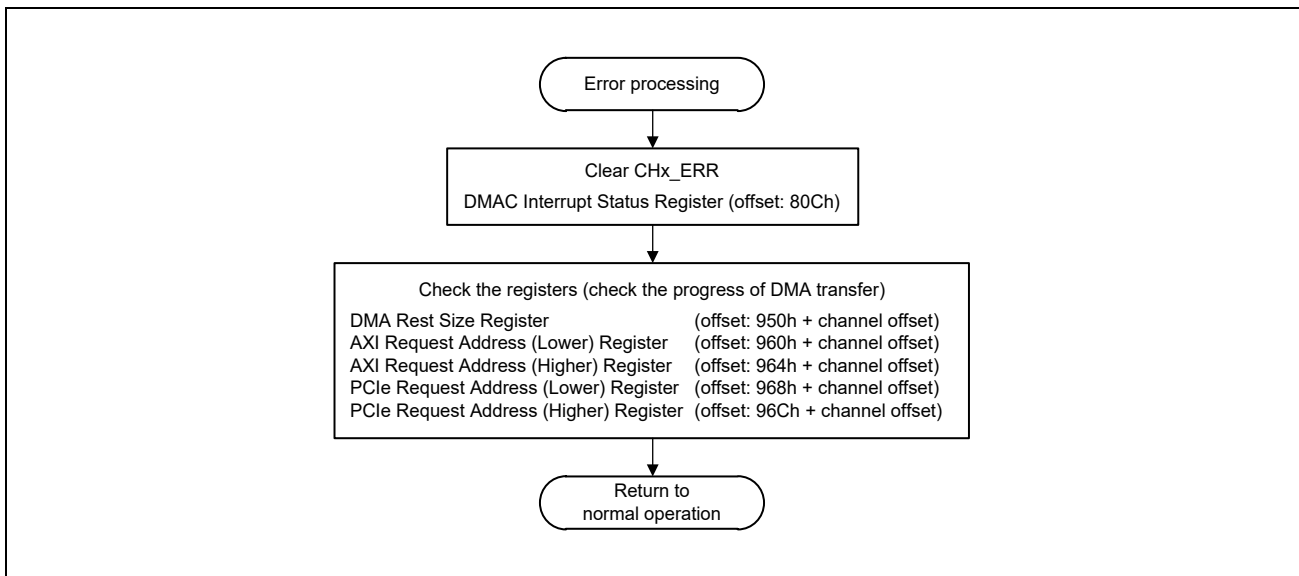 Error processing
Clear CHx_ERR
DMAC Interrupt Status Register (offset: 80Ch)
Check the registers (check the progress of DMA transfer)
DMA Rest Size Register (offset: 950h + channel offset)
AXI Request Address (Lower) Register (offset: 960h + channel offset)
AXI Request Address (Higher) Register (offset: 964h + channel offset)
PCIe Request Address (Lower) Register (offset: 968h + channel offset)
PCIe Request Address (Higher) Register (offset: 96Ch + channel offset)
Return to
normal operation